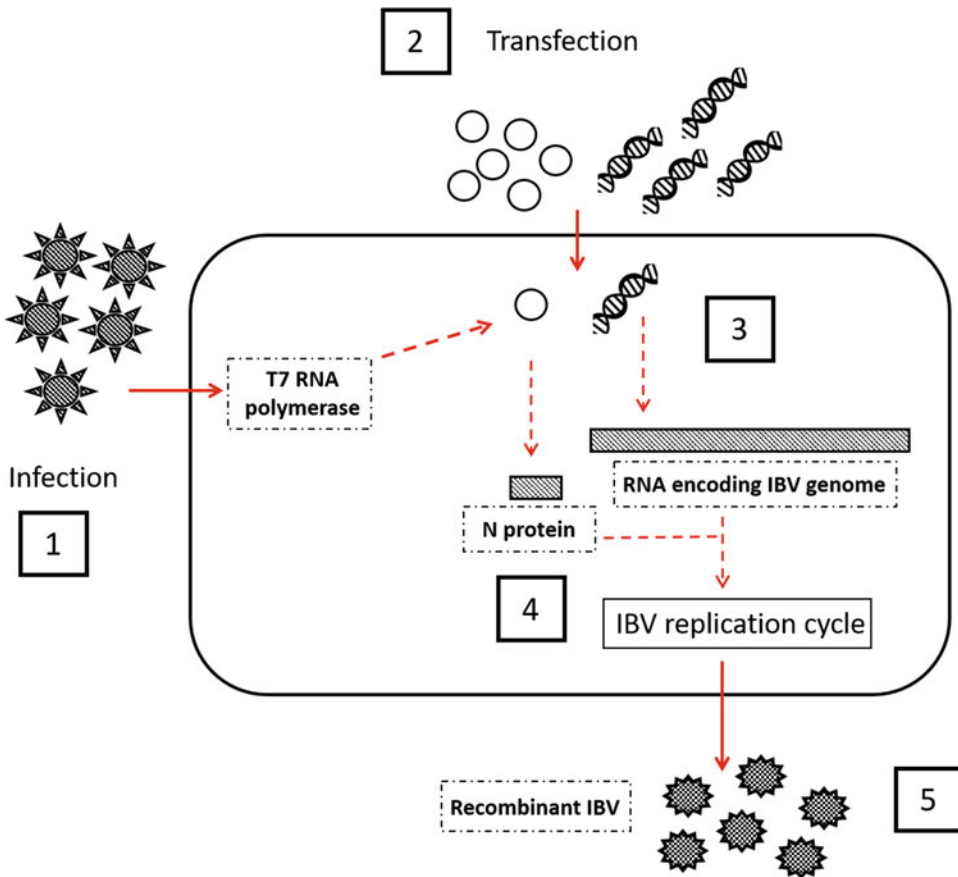 2 Transfection
3
T7 RNA
polymerase
RNA encoding IBV genome
Infection
1
N protein
4
IBV replication cycle
Recombinant IBV
5